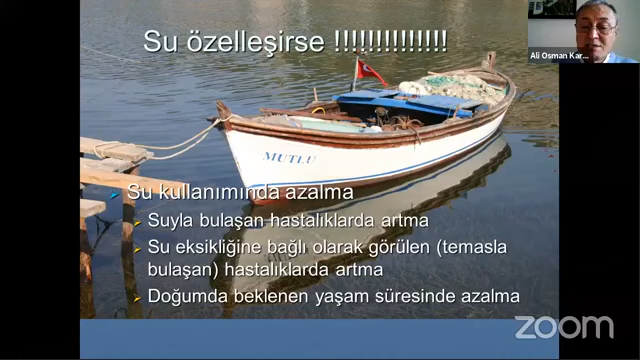 Su özelleşirse !!!!!!!!!!!!!!
Ali Osman Kar...
MUTLU
Su kullanımında azalma
Suyla bulaşan hastalıklarda artma
Su eksikliğine bağlı olarak görülen (temasla
bulaşan) hastalıklarda artma
Doğumda beklenen yaşam süresinde azalma
zoom